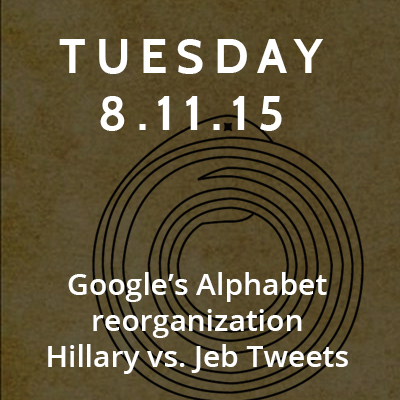 TUESDAY
8.11.15
Google’s Alphabet
reorganization
Hillary vs. Jeb Tweets